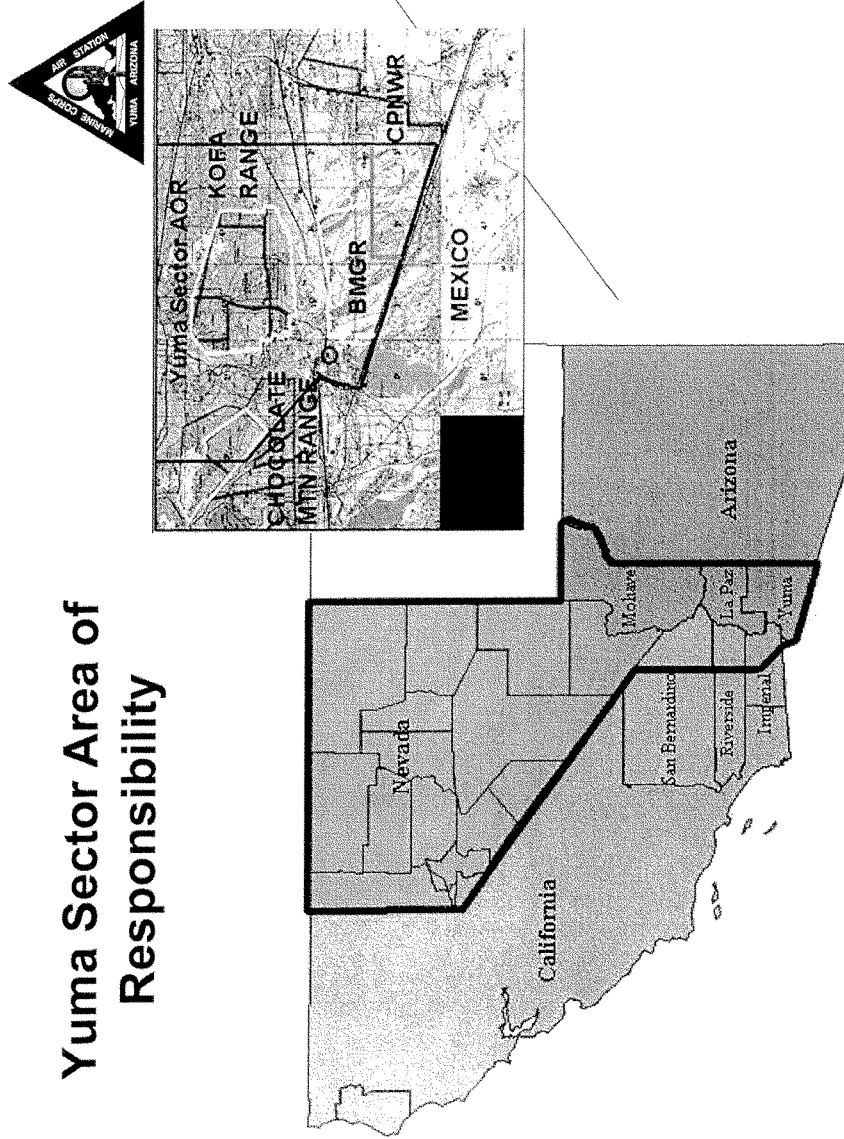 Yuma Sector Area of
Responsibility
MARINE CORPS
AIR STATION
YUMA ARIZONA
Yuma Sector AOR
KOFA
RANGE
CHOCOLATE
MTN RANGE
BMGR
CPNWR
MEXICO
Nevada
California
Mohave
San Bernardino
La Paz
Riverside
Arizona
Yuma
Imperial